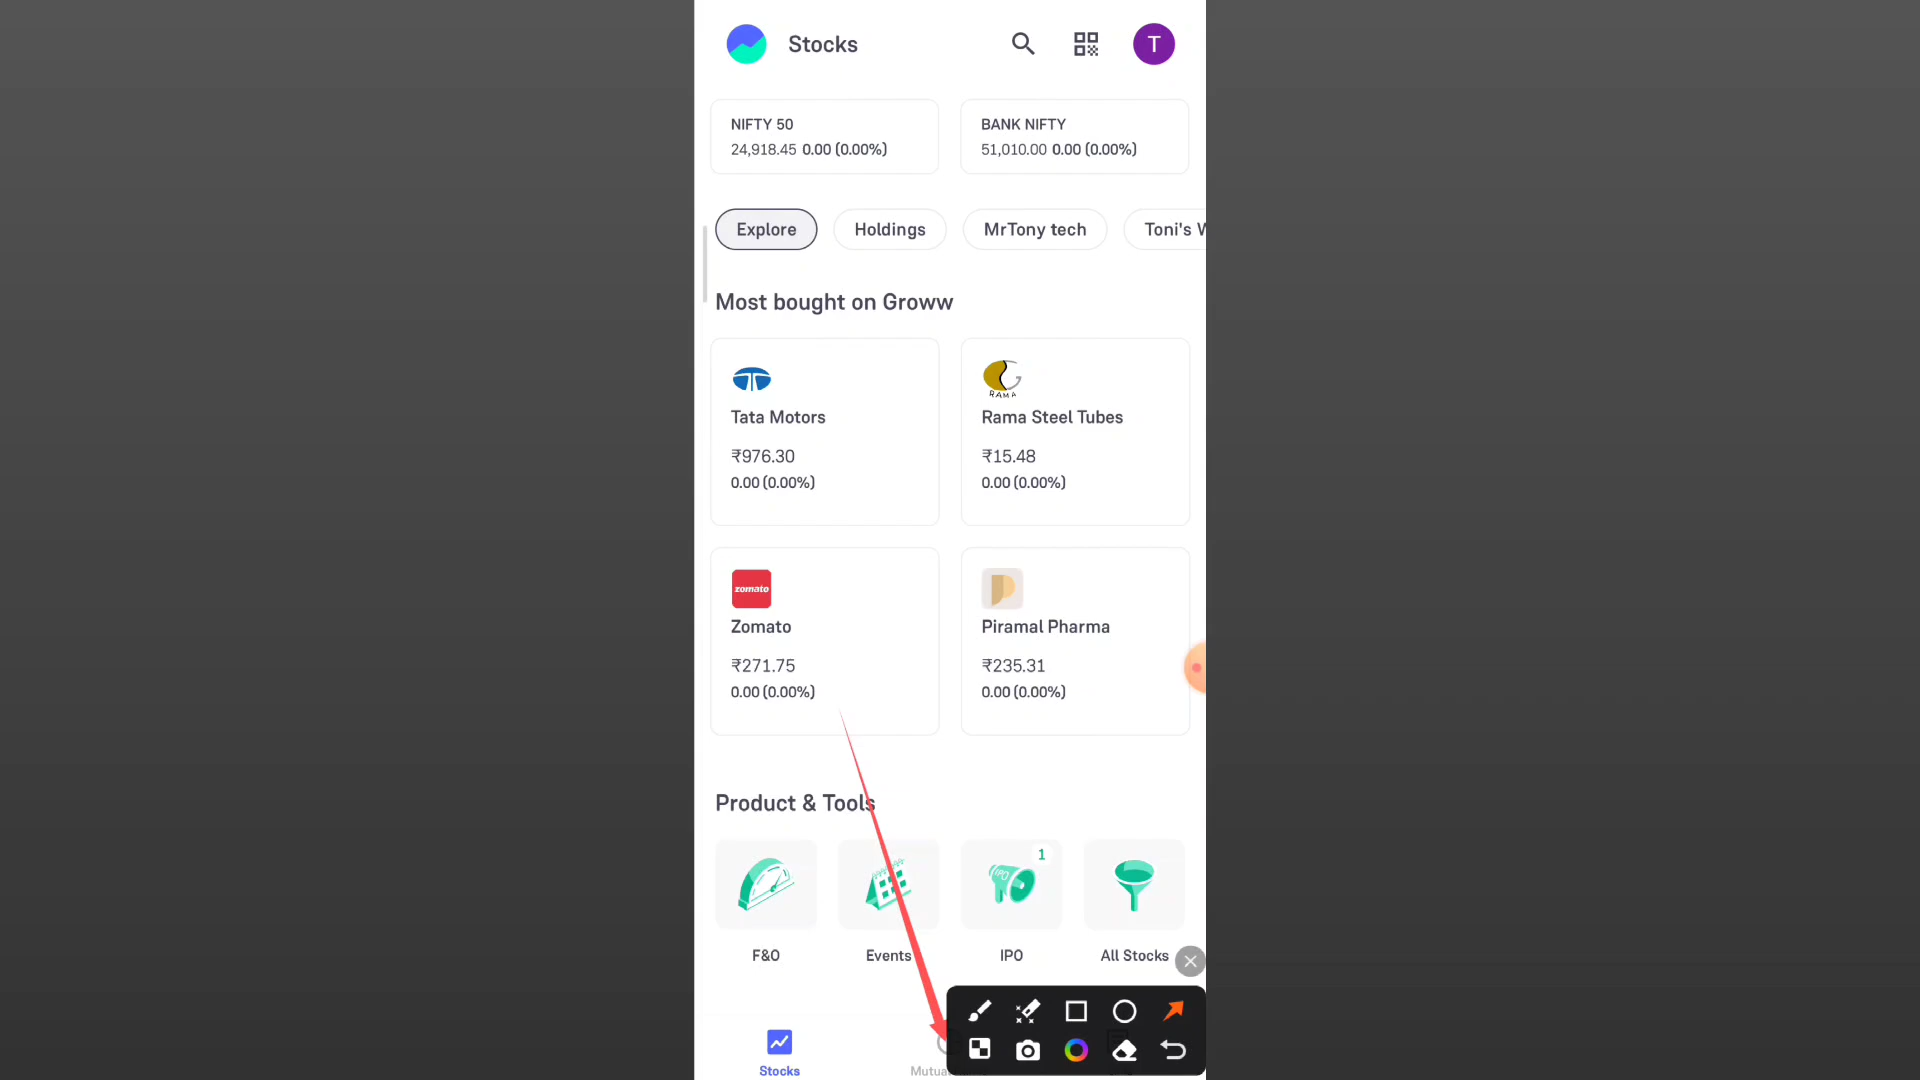 Stocks
T
NIFTY 50
24,918.45 0.00 (0.00%)
BANK NIFTY
51,010.00 0.00 (0.00%)
Explore
Holdings
MrTony tech
Toni's
Most bought on Groww
Tata Motors
₹976.30
0.00 (0.00%)
RAMA
Rama Steel Tubes
₹15.48
0.00 (0.00%)
zomato
Zomato
₹271.75
0.00 (0.00%)
Piramal Pharma
₹235.31
0.00 (0.00%)
Product & Tools
IPO
1
F&O
Events
IPO
All Stocks
Stocks